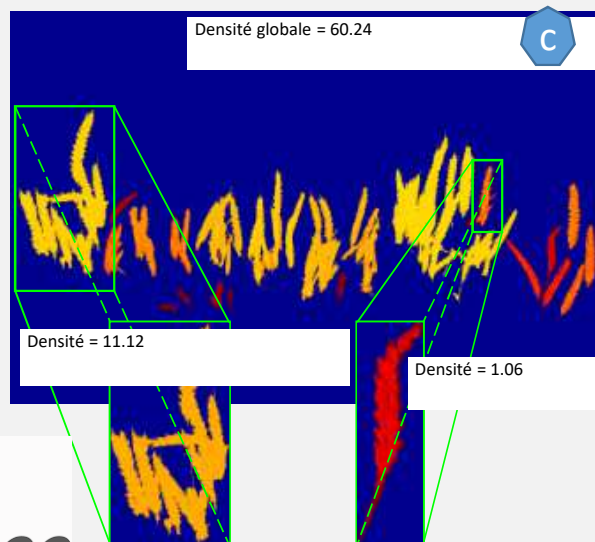 Densité globale = 60.24
C
Densité = 11.12
Densité = 1.06